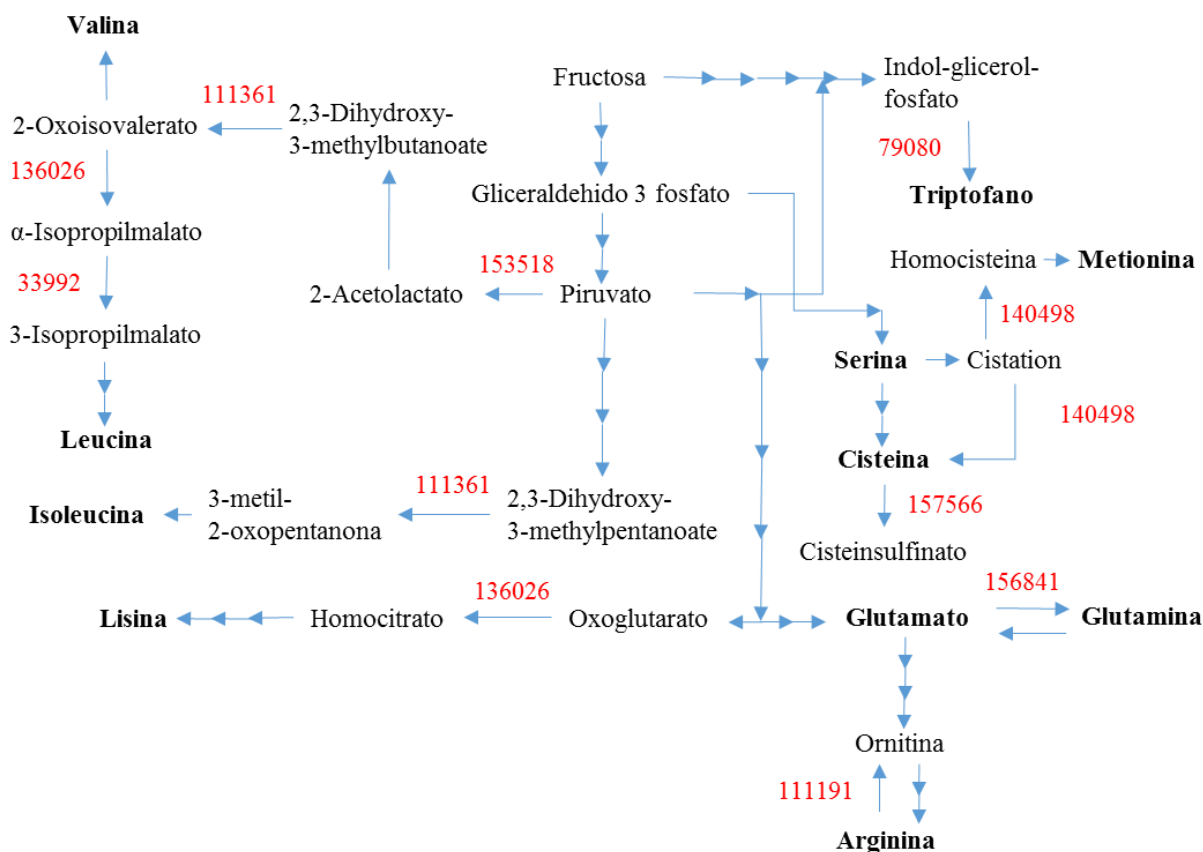 Valina
Fructosa
Indol-glicerol-
fosfato
111361
2,3-Dihydroxy-
3-methylbutanoate
2-Oxoisovalerato
79080
136026
Gliceraldehido 3 fosfato
Triptofano
α-Isopropilmalato
33992
153518
Homocisteina
Metionina
2-Acetolactato
Piruvato
140498
3-Isopropilmalato
Serina
Cistation
140498
Leucina
Cisteina
111361
3-metil-
2-oxopentanona
2,3-Dihydroxy-
3-methylpentanoate
157566
Isoleucina
Cisteinsulfinato
136026
156841
Lisina
Homocitrato
Oxoglutarato
Glutamato
Glutamina
Ornitina
111191
Arginina